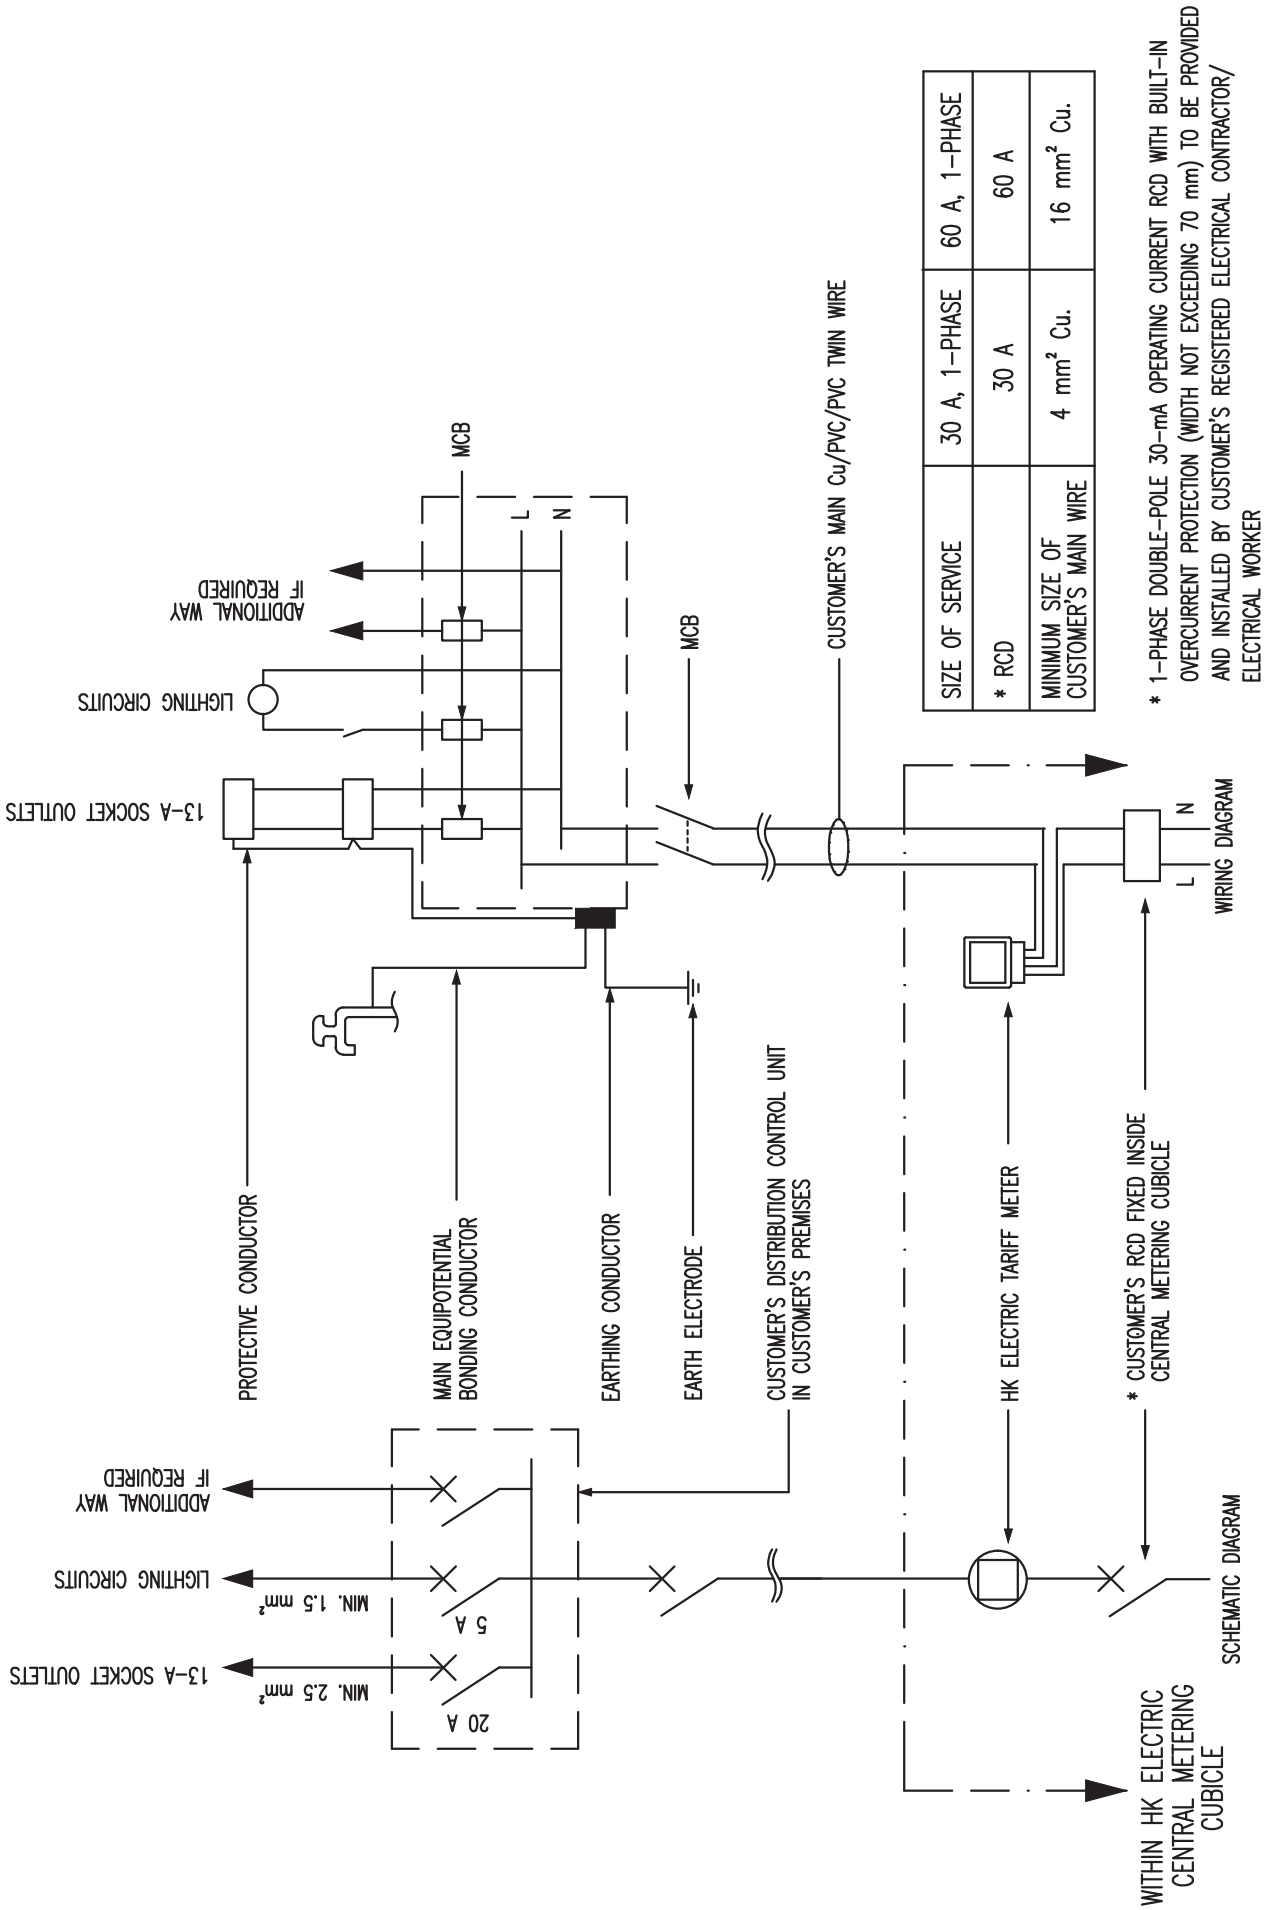 13-A SOCKET OUTLETS
LIGHTING CIRCUITS
ADDITIONAL WAY
IF REQUIRED
MIN. 2.5 mm²
MIN. 1.5 mm²
20 A
5 A
PROTECTIVE CONDUCTOR
MAIN EQUIPOTENTIAL
BONDING CONDUCTOR
EARTHING CONDUCTOR
EARTH ELECTRODE
CUSTOMER'S DISTRIBUTION CONTROL UNIT
IN CUSTOMER'S PREMISES
HK ELECTRIC TARIFF METER
* CUSTOMER'S RCD FIXED INSIDE
CENTRAL METERING CUBICLE
SCHEMATIC DIAGRAM
WITHIN HK ELECTRIC
CENTRAL METERING
CUBICLE
13-A SOCKET OUTLETS
LIGHTING CIRCUITS
ADDITIONAL WAY
IF REQUIRED
MCB
L
N
MCB
CUSTOMER'S MAIN Cu/PVC/PVC TWIN WIRE
L
N
WIRING DIAGRAM
SIZE OF SERVICE 30 A, 1-PHASE 60 A, 1-PHASE
* RCD 30 A 60 A
MINIMUM SIZE OF
CUSTOMER'S MAIN WIRE 4 mm² Cu. 16 mm² Cu.
* 1-PHASE DOUBLE-POLE 30-mA OPERATING CURRENT RCD WITH BUILT-IN
OVERCURRENT PROTECTION (WIDTH NOT EXCEEDING 70 mm) TO BE PROVIDED
AND INSTALLED BY CUSTOMER'S REGISTERED ELECTRICAL CONTRACTOR/
ELECTRICAL WORKER